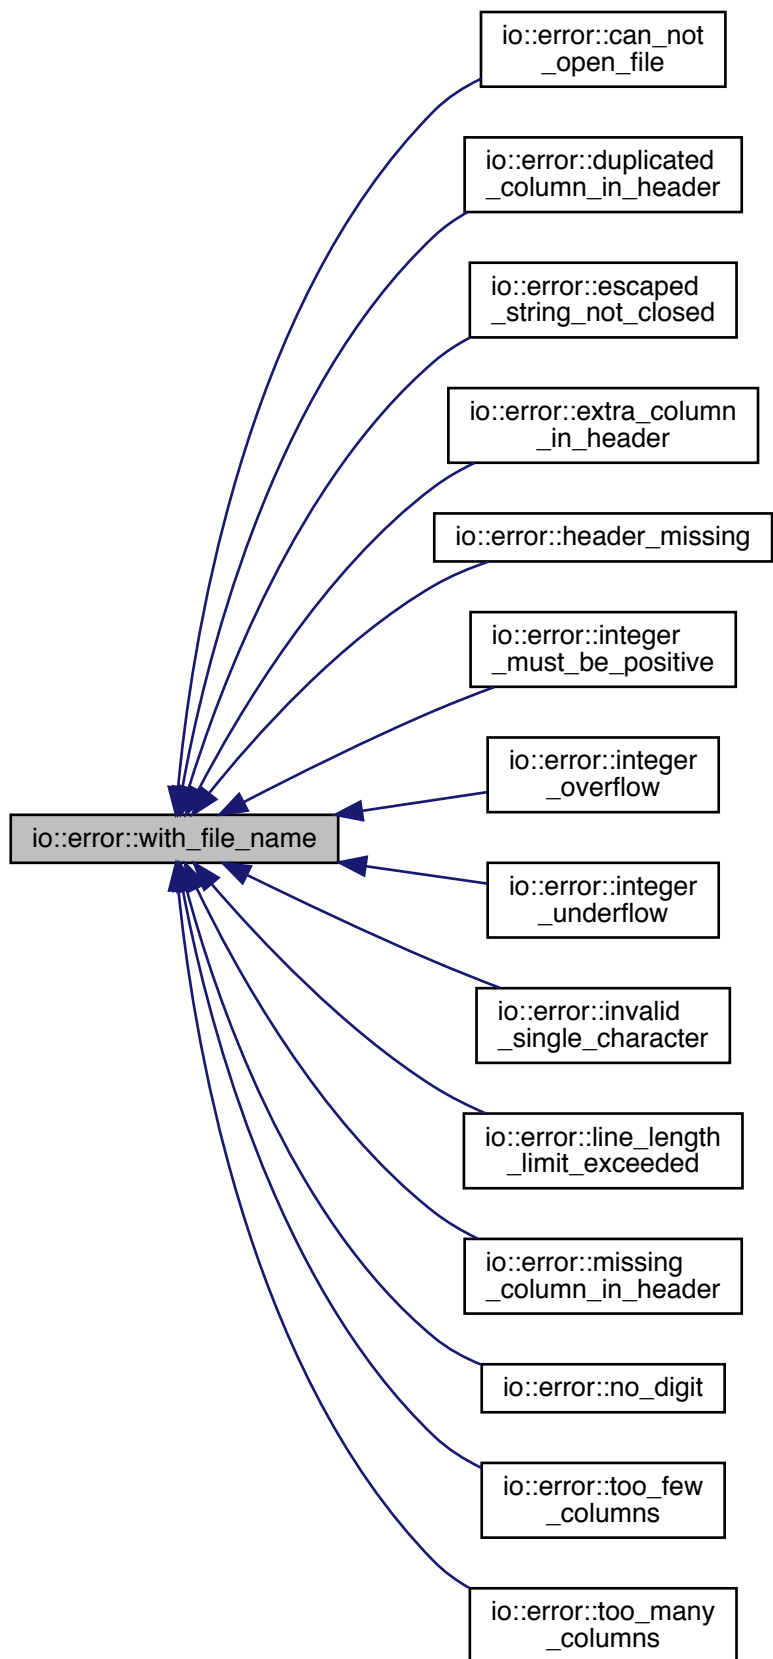 io::error::can_not
_open_file
io::error::duplicated
_column_in_header
io::error::escaped
_string_not_closed
io::error::extra_column
_in_header
io::error::header_missing
io::error::integer
_must_be_positive
io::error::integer
_overflow
io::error::with_file_name
io::error::integer
_underflow
io::error::invalid
_single_character
io::error::line_length
_limit_exceeded
io::error::missing
_column_in_header
io::error::no_digit
io::error::too_few
_columns
io::error::too_many
_columns